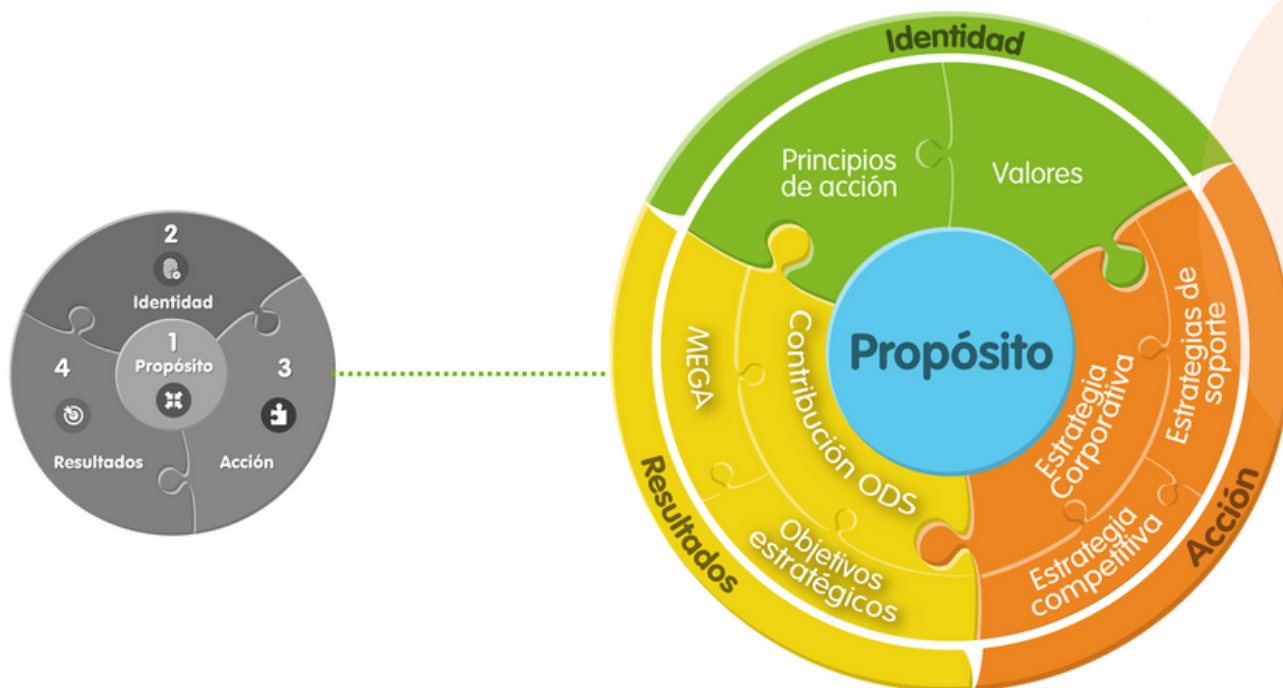 2
Identidad
1
Propósito
4
3
Resultados
Acción
Identidad
Principios
de acción
Valores
Propósito
MEGA
Contribución ODS
Objetivos
estratégicos
Resultados
Estrategia
Corporativa
Estrategias de
soporte
Estrategia
competitiva
Acción